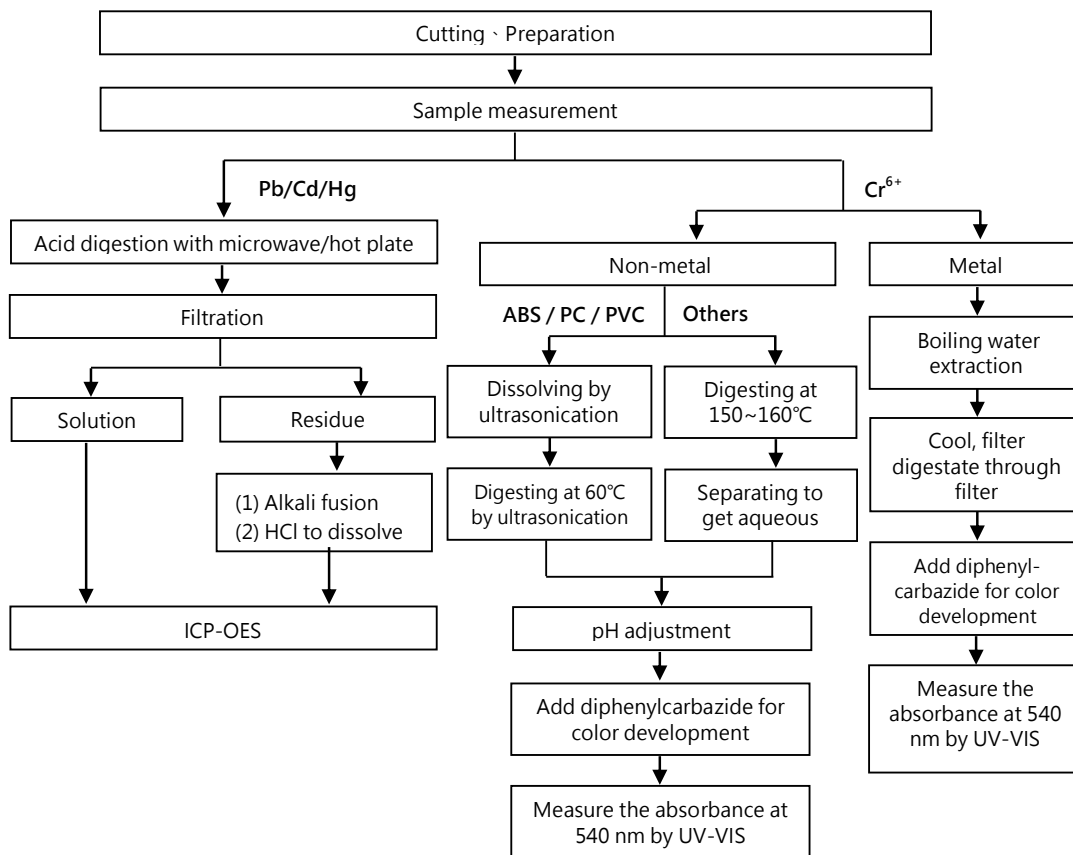 Cutting、Preparation
Sample measurement
Pb/Cd/Hg
Cr⁶⁺
Acid digestion with microwave/hot plate
Non-metal
Metal
Filtration
ABS / PC / PVC
Others
Boiling water
extraction
Solution
Residue
Dissolving by
ultrasonication
Digesting at
150~160℃
Cool, filter
digestate through
filter
(1) Alkali fusion
(2) HCl to dissolve
Digesting at 60℃
by ultrasonication
Separating to
get aqueous
Add diphenyl-
carbazide for color
development
ICP-OES
pH adjustment
Measure the
absorbance at 540
nm by UV-VIS
Add diphenylcarbazide for
color development
Measure the absorbance at
540 nm by UV-VIS